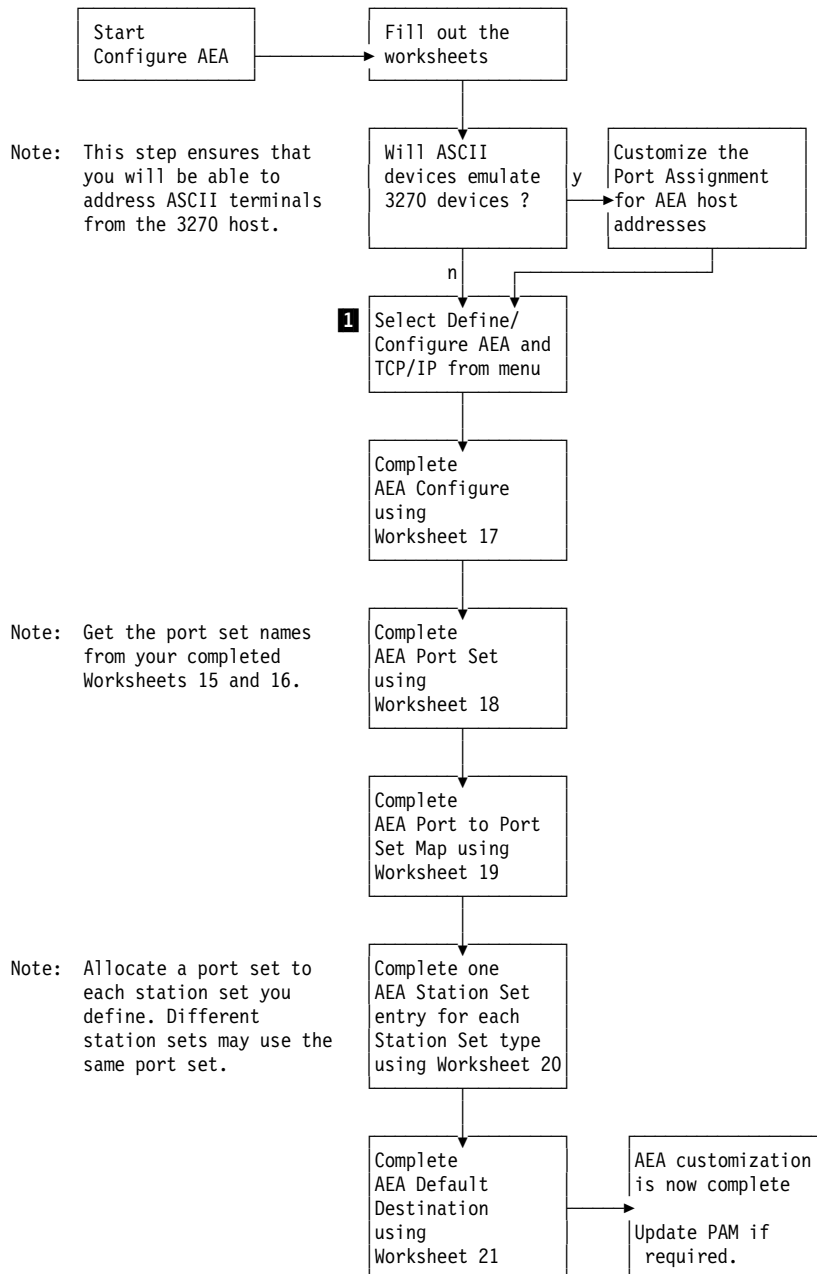 Start
Configure AEA
Fill out the
worksheets
Note: This step ensures that
you will be able to
address ASCII terminals
from the 3270 host.
Will ASCII
devices emulate
3270 devices ?
y
Customize the
Port Assignment
for AEA host
addresses
n
1
Select Define/
Configure AEA and
TCP/IP from menu
Complete
AEA Configure
using
Worksheet 17
Note: Get the port set names
from your completed
Worksheets 15 and 16.
Complete
AEA Port Set
using
Worksheet 18
Complete
AEA Port to Port
Set Map using
Worksheet 19
Note: Allocate a port set to
each station set you
define. Different
station sets may use the
same port set.
Complete one
AEA Station Set
entry for each
Station Set type
using Worksheet 20
Complete
AEA Default
Destination
using
Worksheet 21
AEA customization
is now complete
Update PAM if
required.